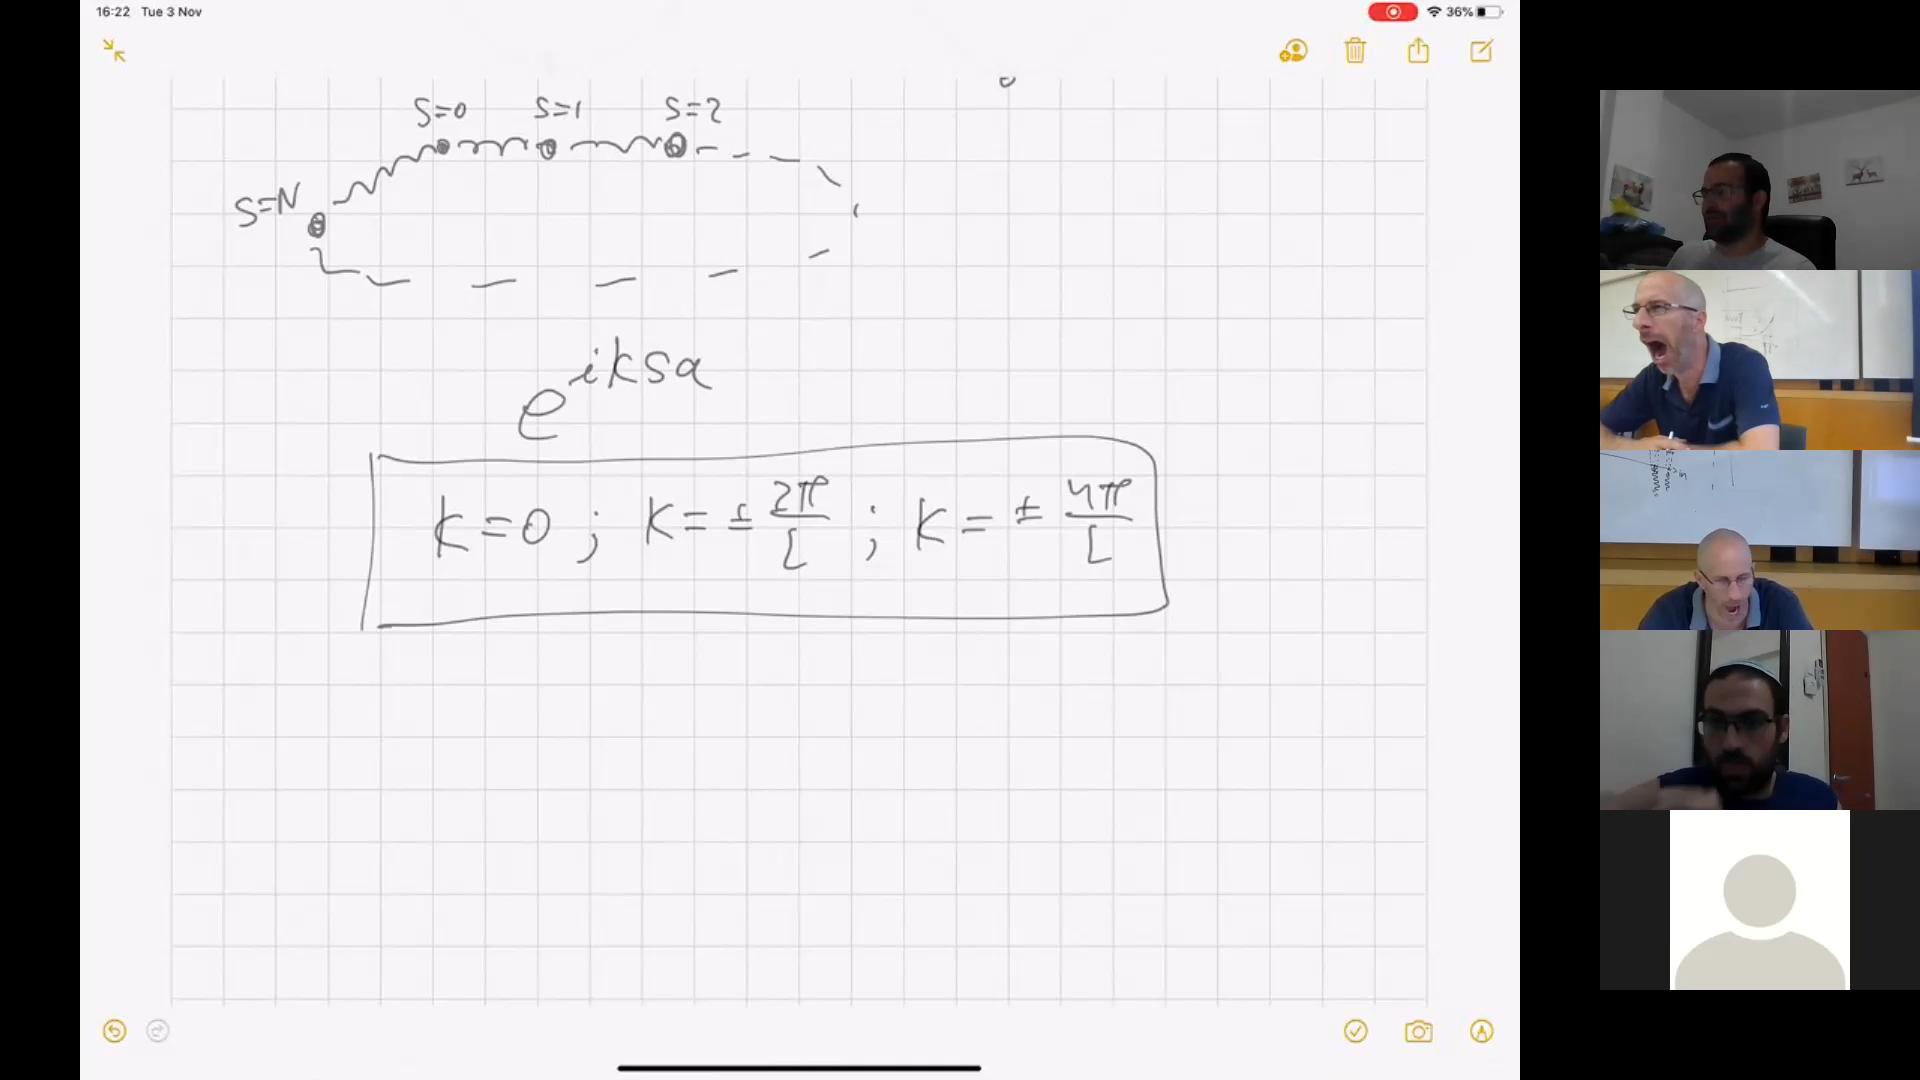 16:22 Tue 3 Nov 36%
S=0 S=1 S=2
S=N
e^{iksa}
K=0 ; K=± 2π/L ; K=± 4π/L